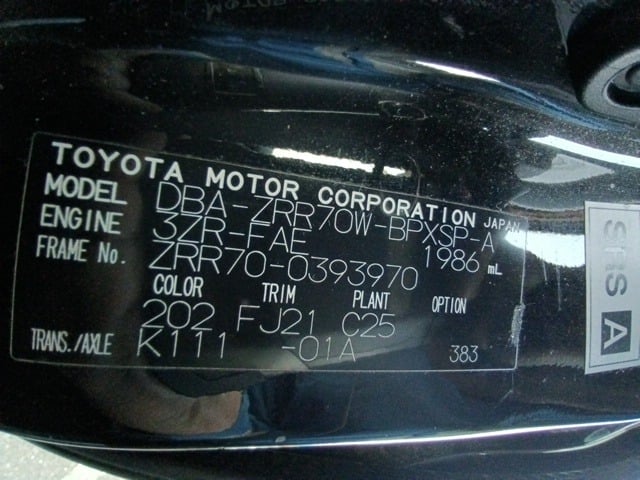 TOYOTA MOTOR CORPORATION JAPAN
MODEL DBA-ZRR70W-BPXSP-A
ENGINE 3ZR-FAE 1986 mL
FRAME No. ZRR70-0393970
COLOR TRIM PLANT OPTION
202 FJ21 C25
TRANS./AXLE K111 -01A 383
SRS A